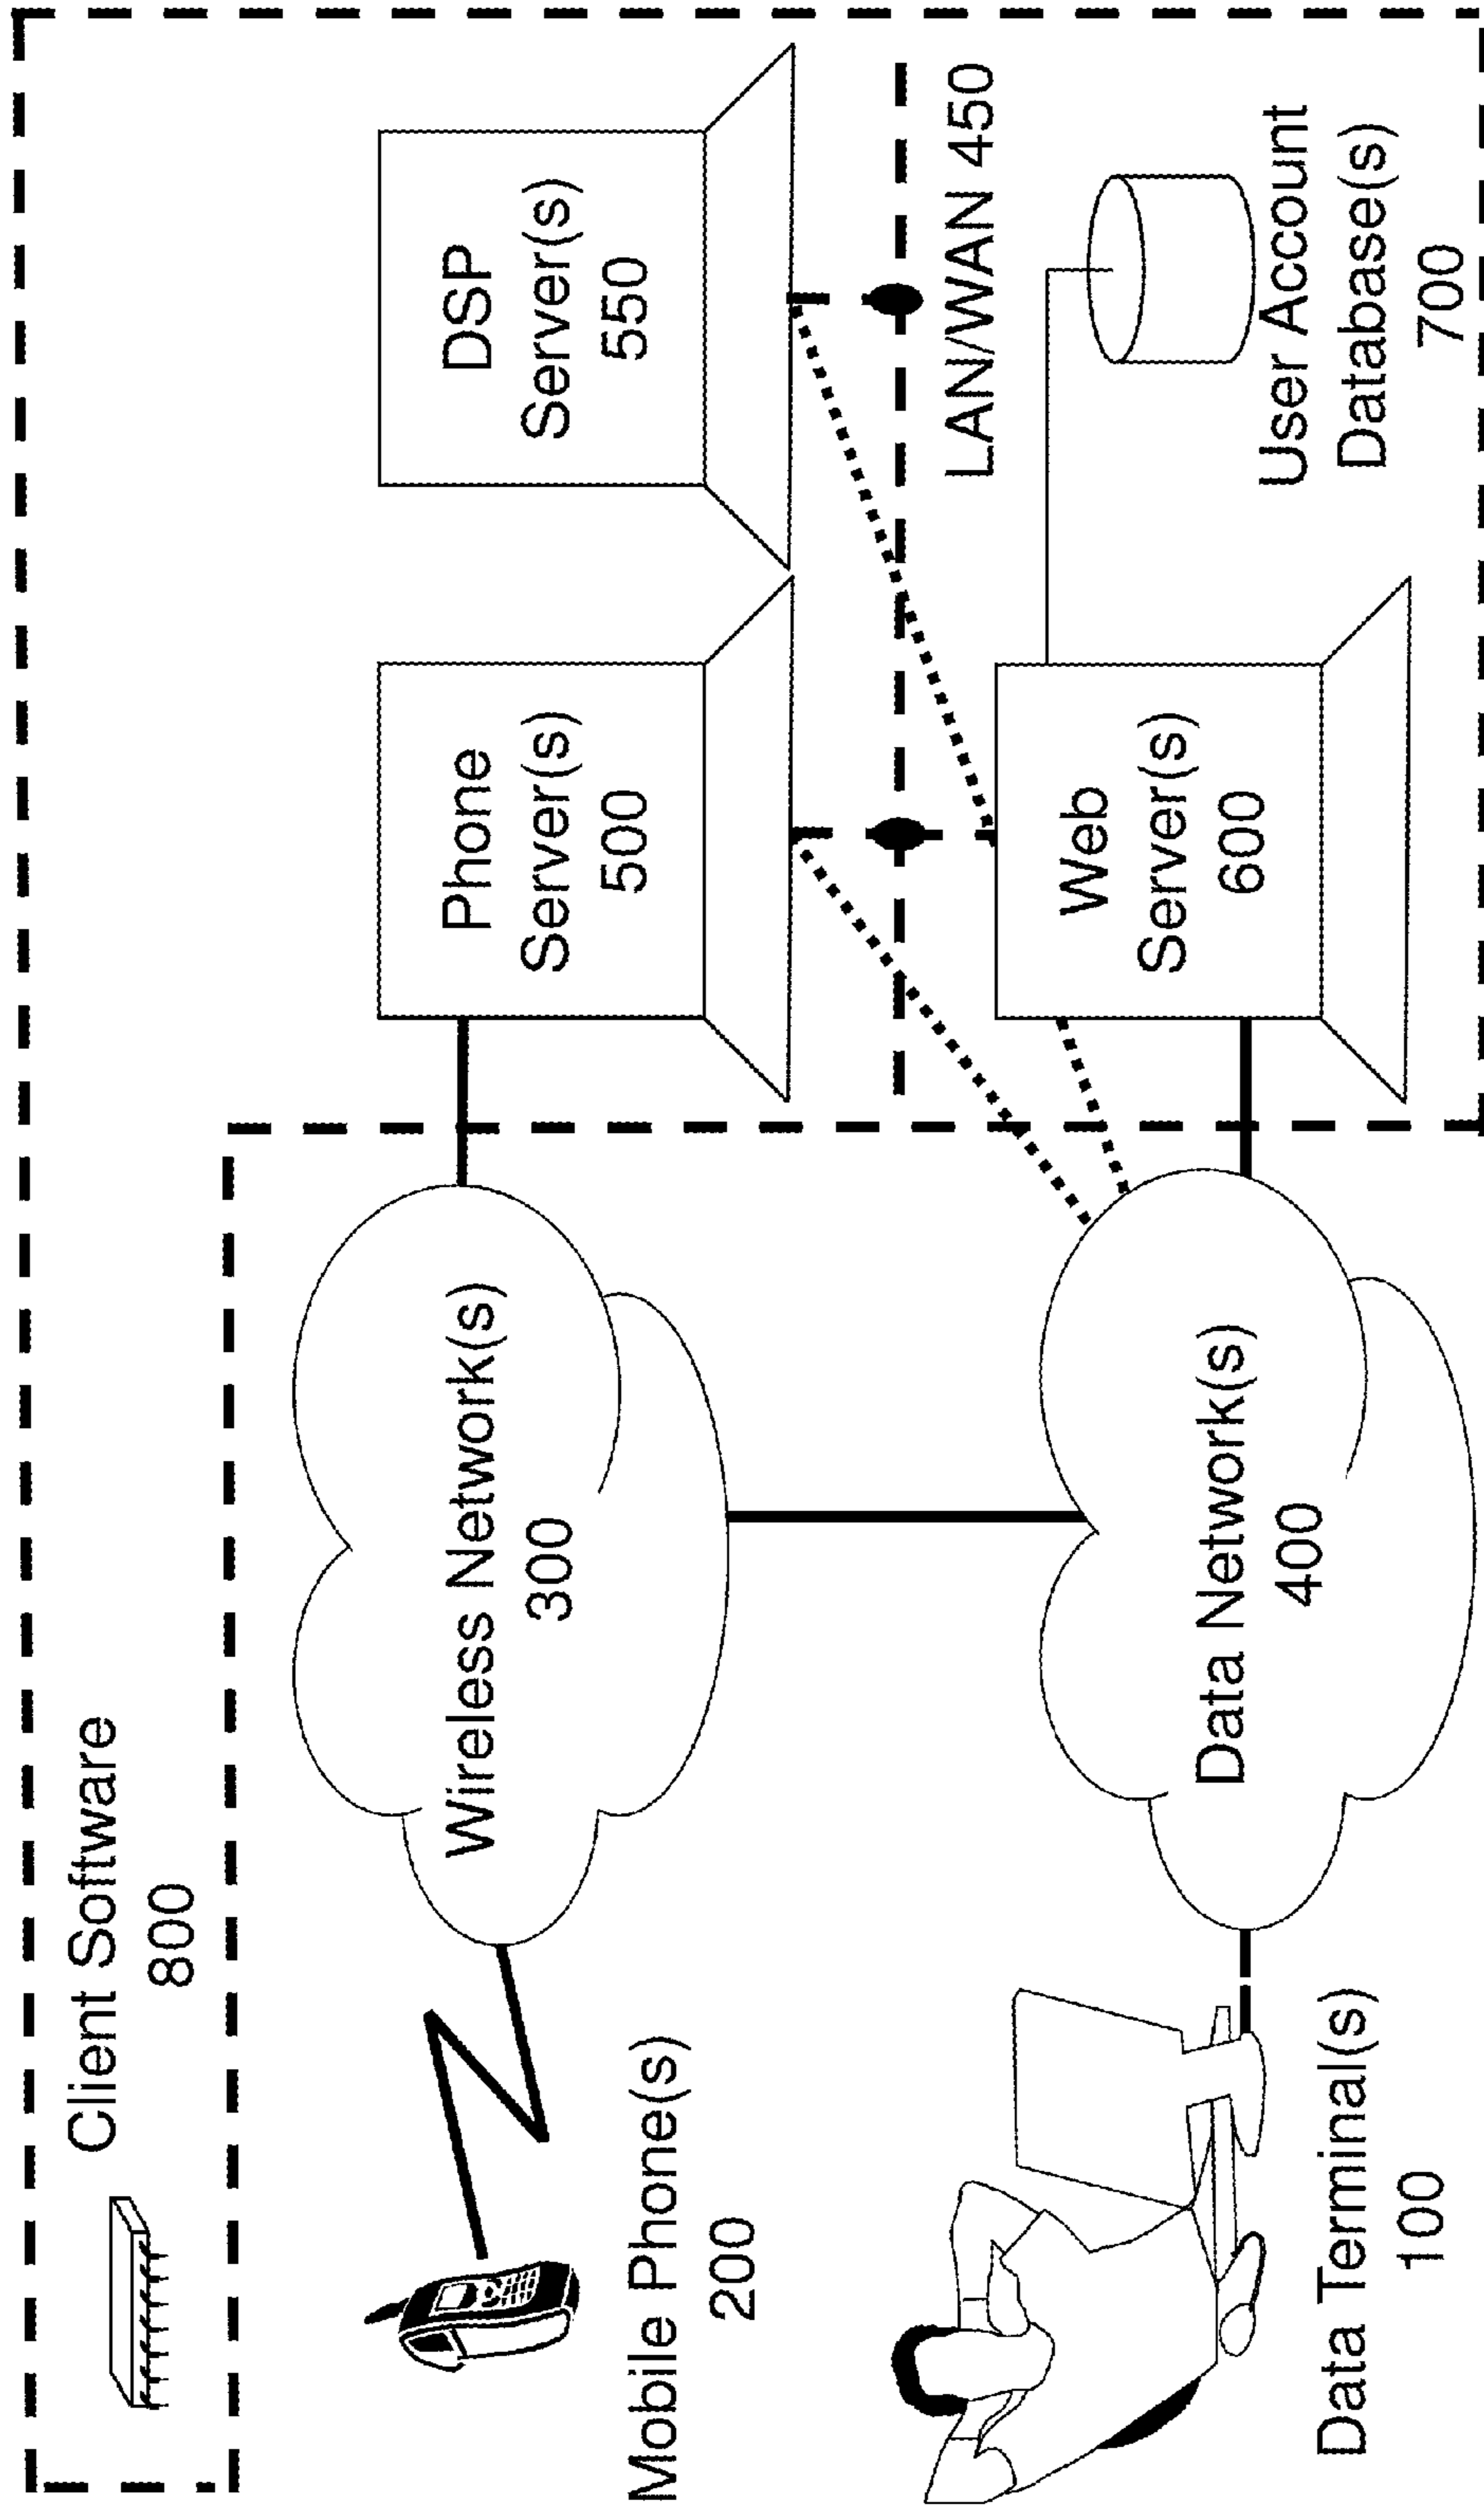 Client Software
800
Mobile Phone(s)
200
Wireless Network(s)
300
Phone
Server(s)
500
DSP
Server(s)
550
LAN/WAN 450
Data Terminal(s)
100
Data Network(s)
400
Web
Server(s)
600
User Account
Database(s)
700